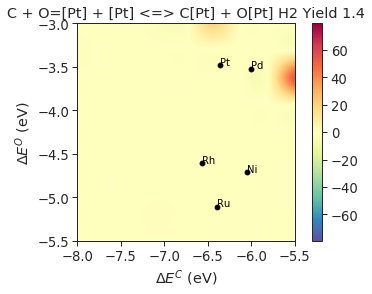 C + O=[Pt] + [Pt] <=> C[Pt] + O[Pt] H2 Yield 1.4
−3.0
−3.5
−4.0
−4.5
−5.0
−5.5
ΔE^O (eV)
Pt
Pd
Rh
Ni
Ru
−8.0 −7.5 −7.0 −6.5 −6.0 −5.5
ΔE^C (eV)
60
40
20
0
−20
−40
−60